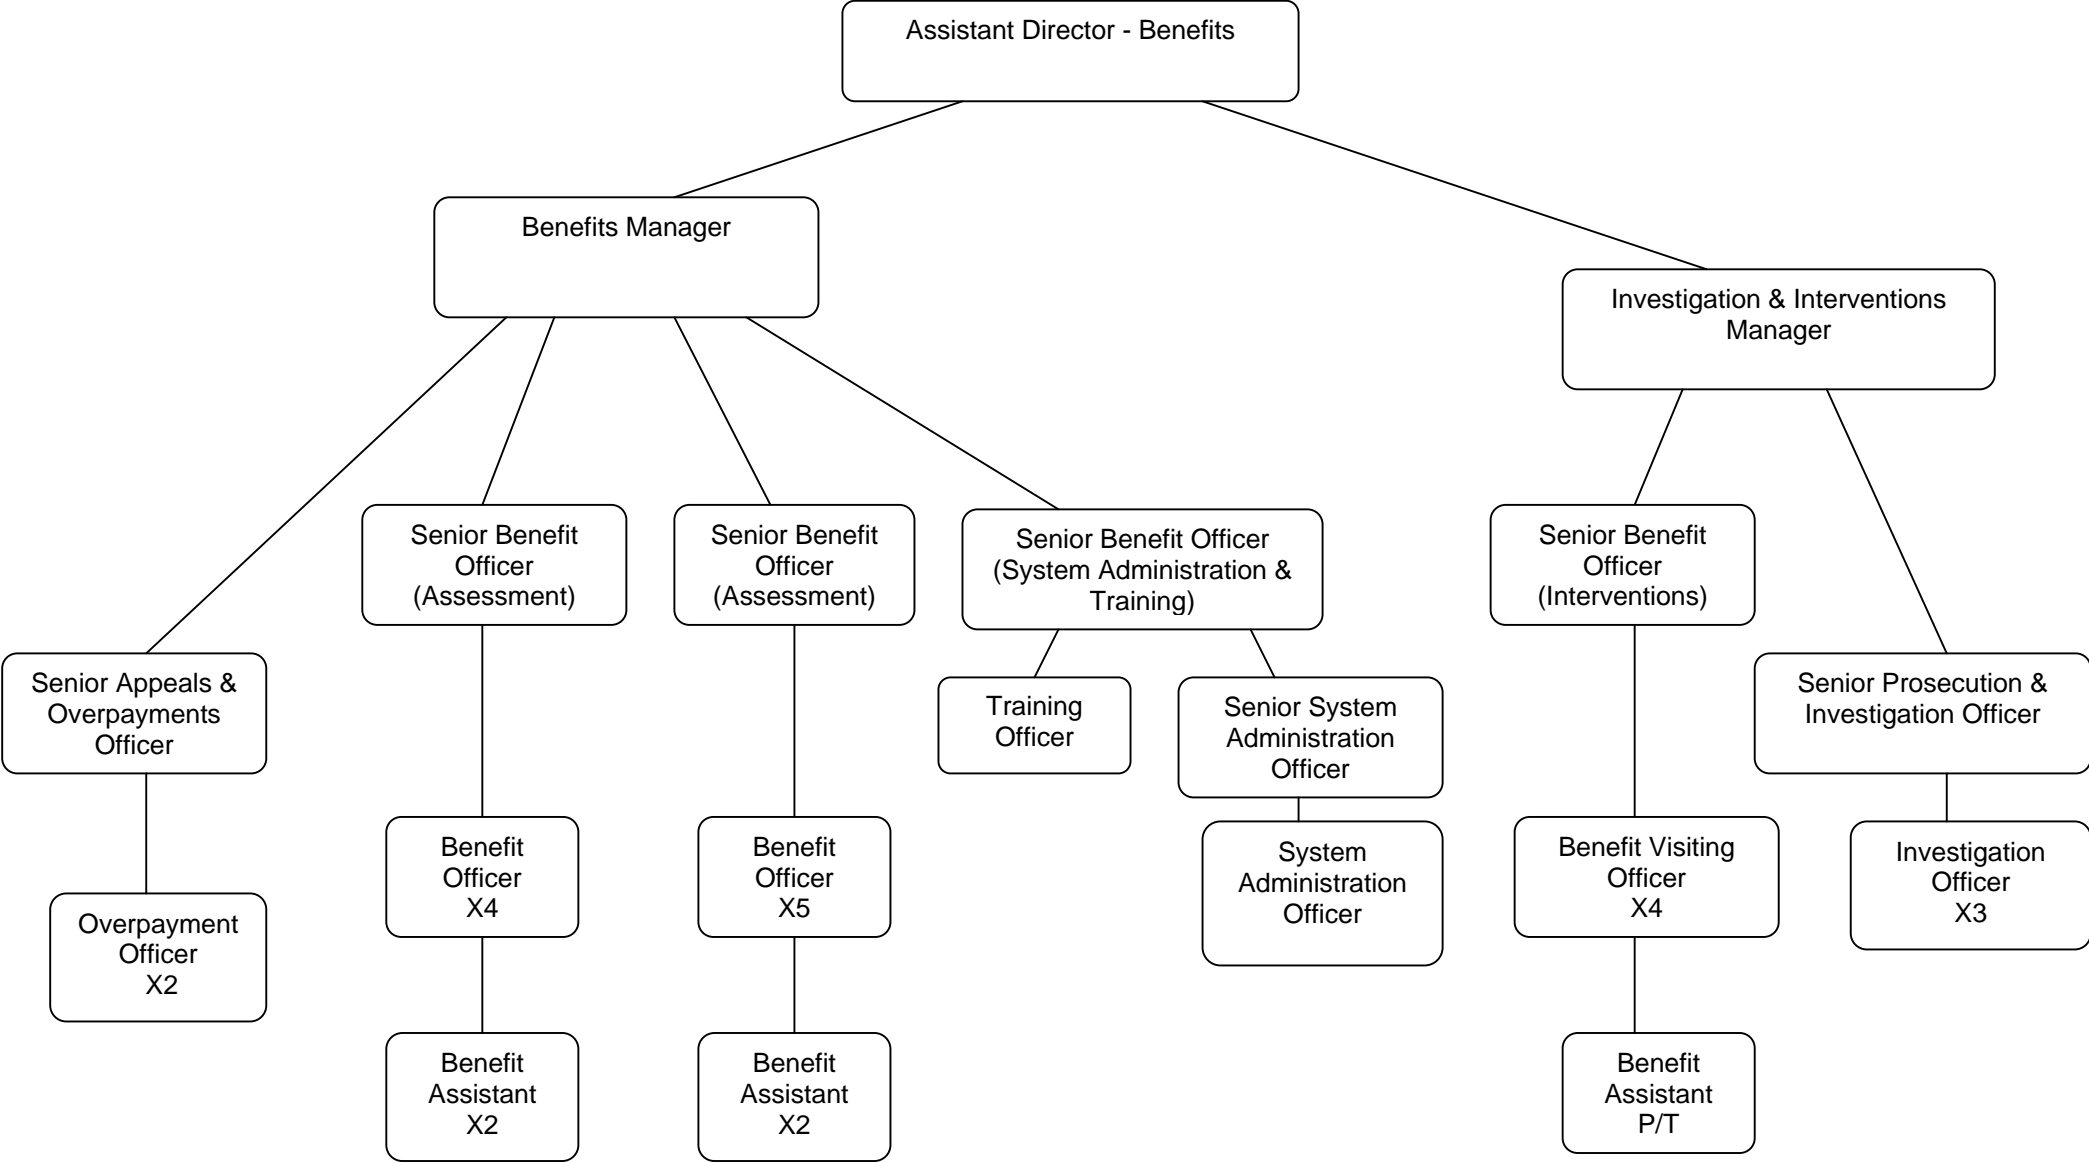 Assistant Director - Benefits
Benefits Manager
Investigation & Interventions
Manager
Senior Benefit
Officer
(Assessment)
Senior Benefit
Officer
(Assessment)
Senior Benefit Officer
(System Administration &
Training)
Senior Benefit
Officer
(Interventions)
Senior Appeals &
Overpayments
Officer
Training
Officer
Senior System
Administration
Officer
Senior Prosecution &
Investigation Officer
Benefit
Officer
X4
Benefit
Officer
X5
System
Administration
Officer
Benefit Visiting
Officer
X4
Investigation
Officer
X3
Overpayment
Officer
X2
Benefit
Assistant
X2
Benefit
Assistant
X2
Benefit
Assistant
P/T